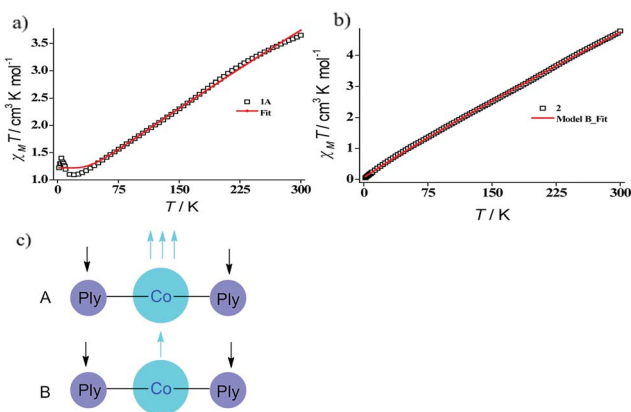 a)
3.5
3.0
2.5
2.0
1.5
1.0
χ_M T / cm³ K mol⁻¹
1A
Fit
0 75 150 225 300
T / K
b)
4
3
2
1
0
χ_M T / cm³ K mol⁻¹
2
Model B_Fit
0 75 150 225 300
T / K
c)
A Ply Co Ply
B Ply Co Ply